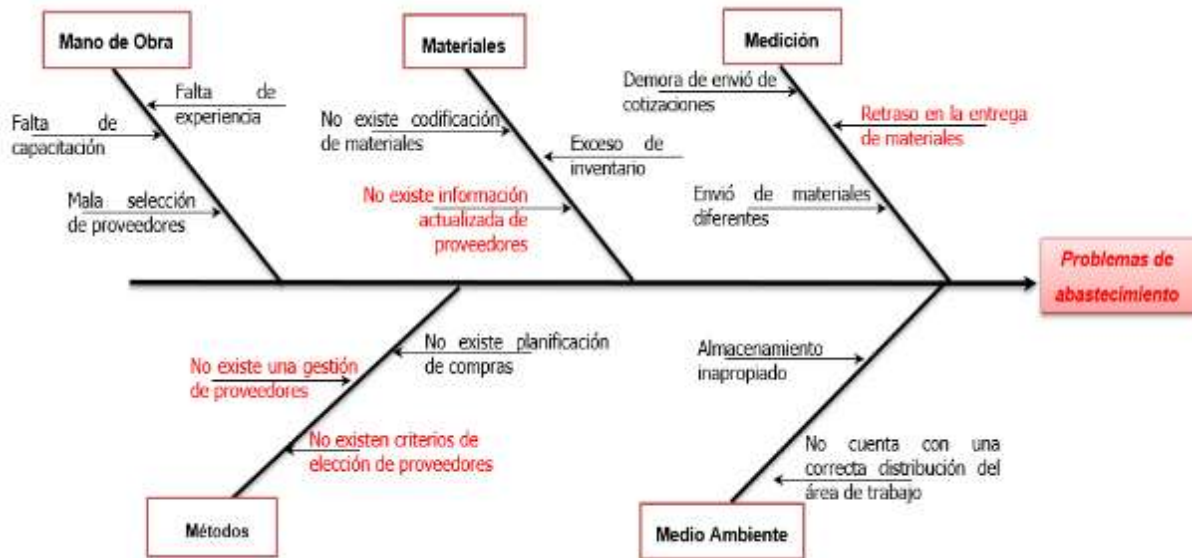 Mano de Obra
Falta de
experiencia
Falta de
capacitación
Mala selección
de proveedores
Materiales
No existe codificación
de materiales
Exceso de
inventario
No existe información
actualizada de
proveedores
Medición
Demora de envió de
cotizaciones
Retraso en la entrega
de materiales
Envió de materiales
diferentes
Problemas de
abastecimiento
No existe planificación
de compras
No existe una gestión
de proveedores
No existen criterios de
elección de proveedores
Métodos
Almacenamiento
inapropiado
No cuenta con una
correcta distribución del
área de trabajo
Medio Ambiente